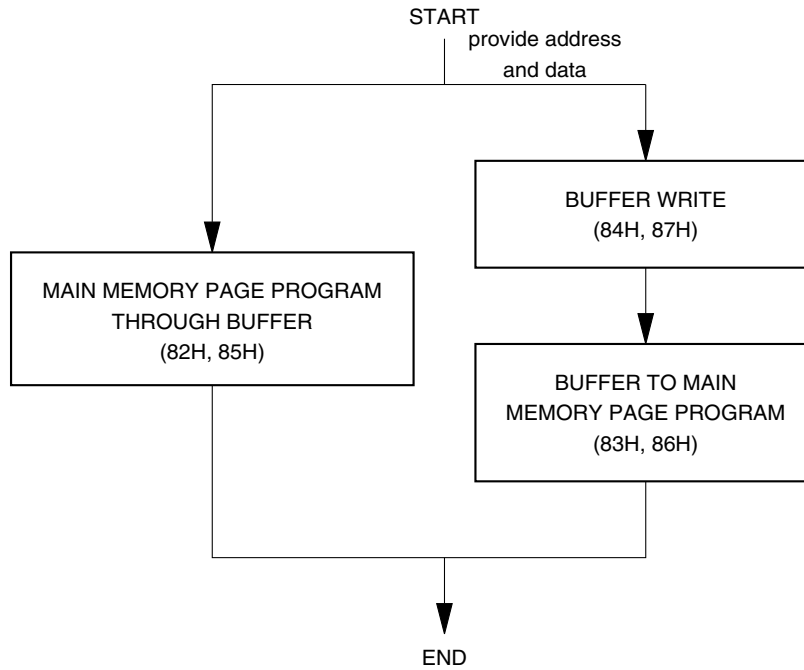 START
provide address
and data
BUFFER WRITE
(84H, 87H)
MAIN MEMORY PAGE PROGRAM
THROUGH BUFFER
(82H, 85H)
BUFFER TO MAIN
MEMORY PAGE PROGRAM
(83H, 86H)
END